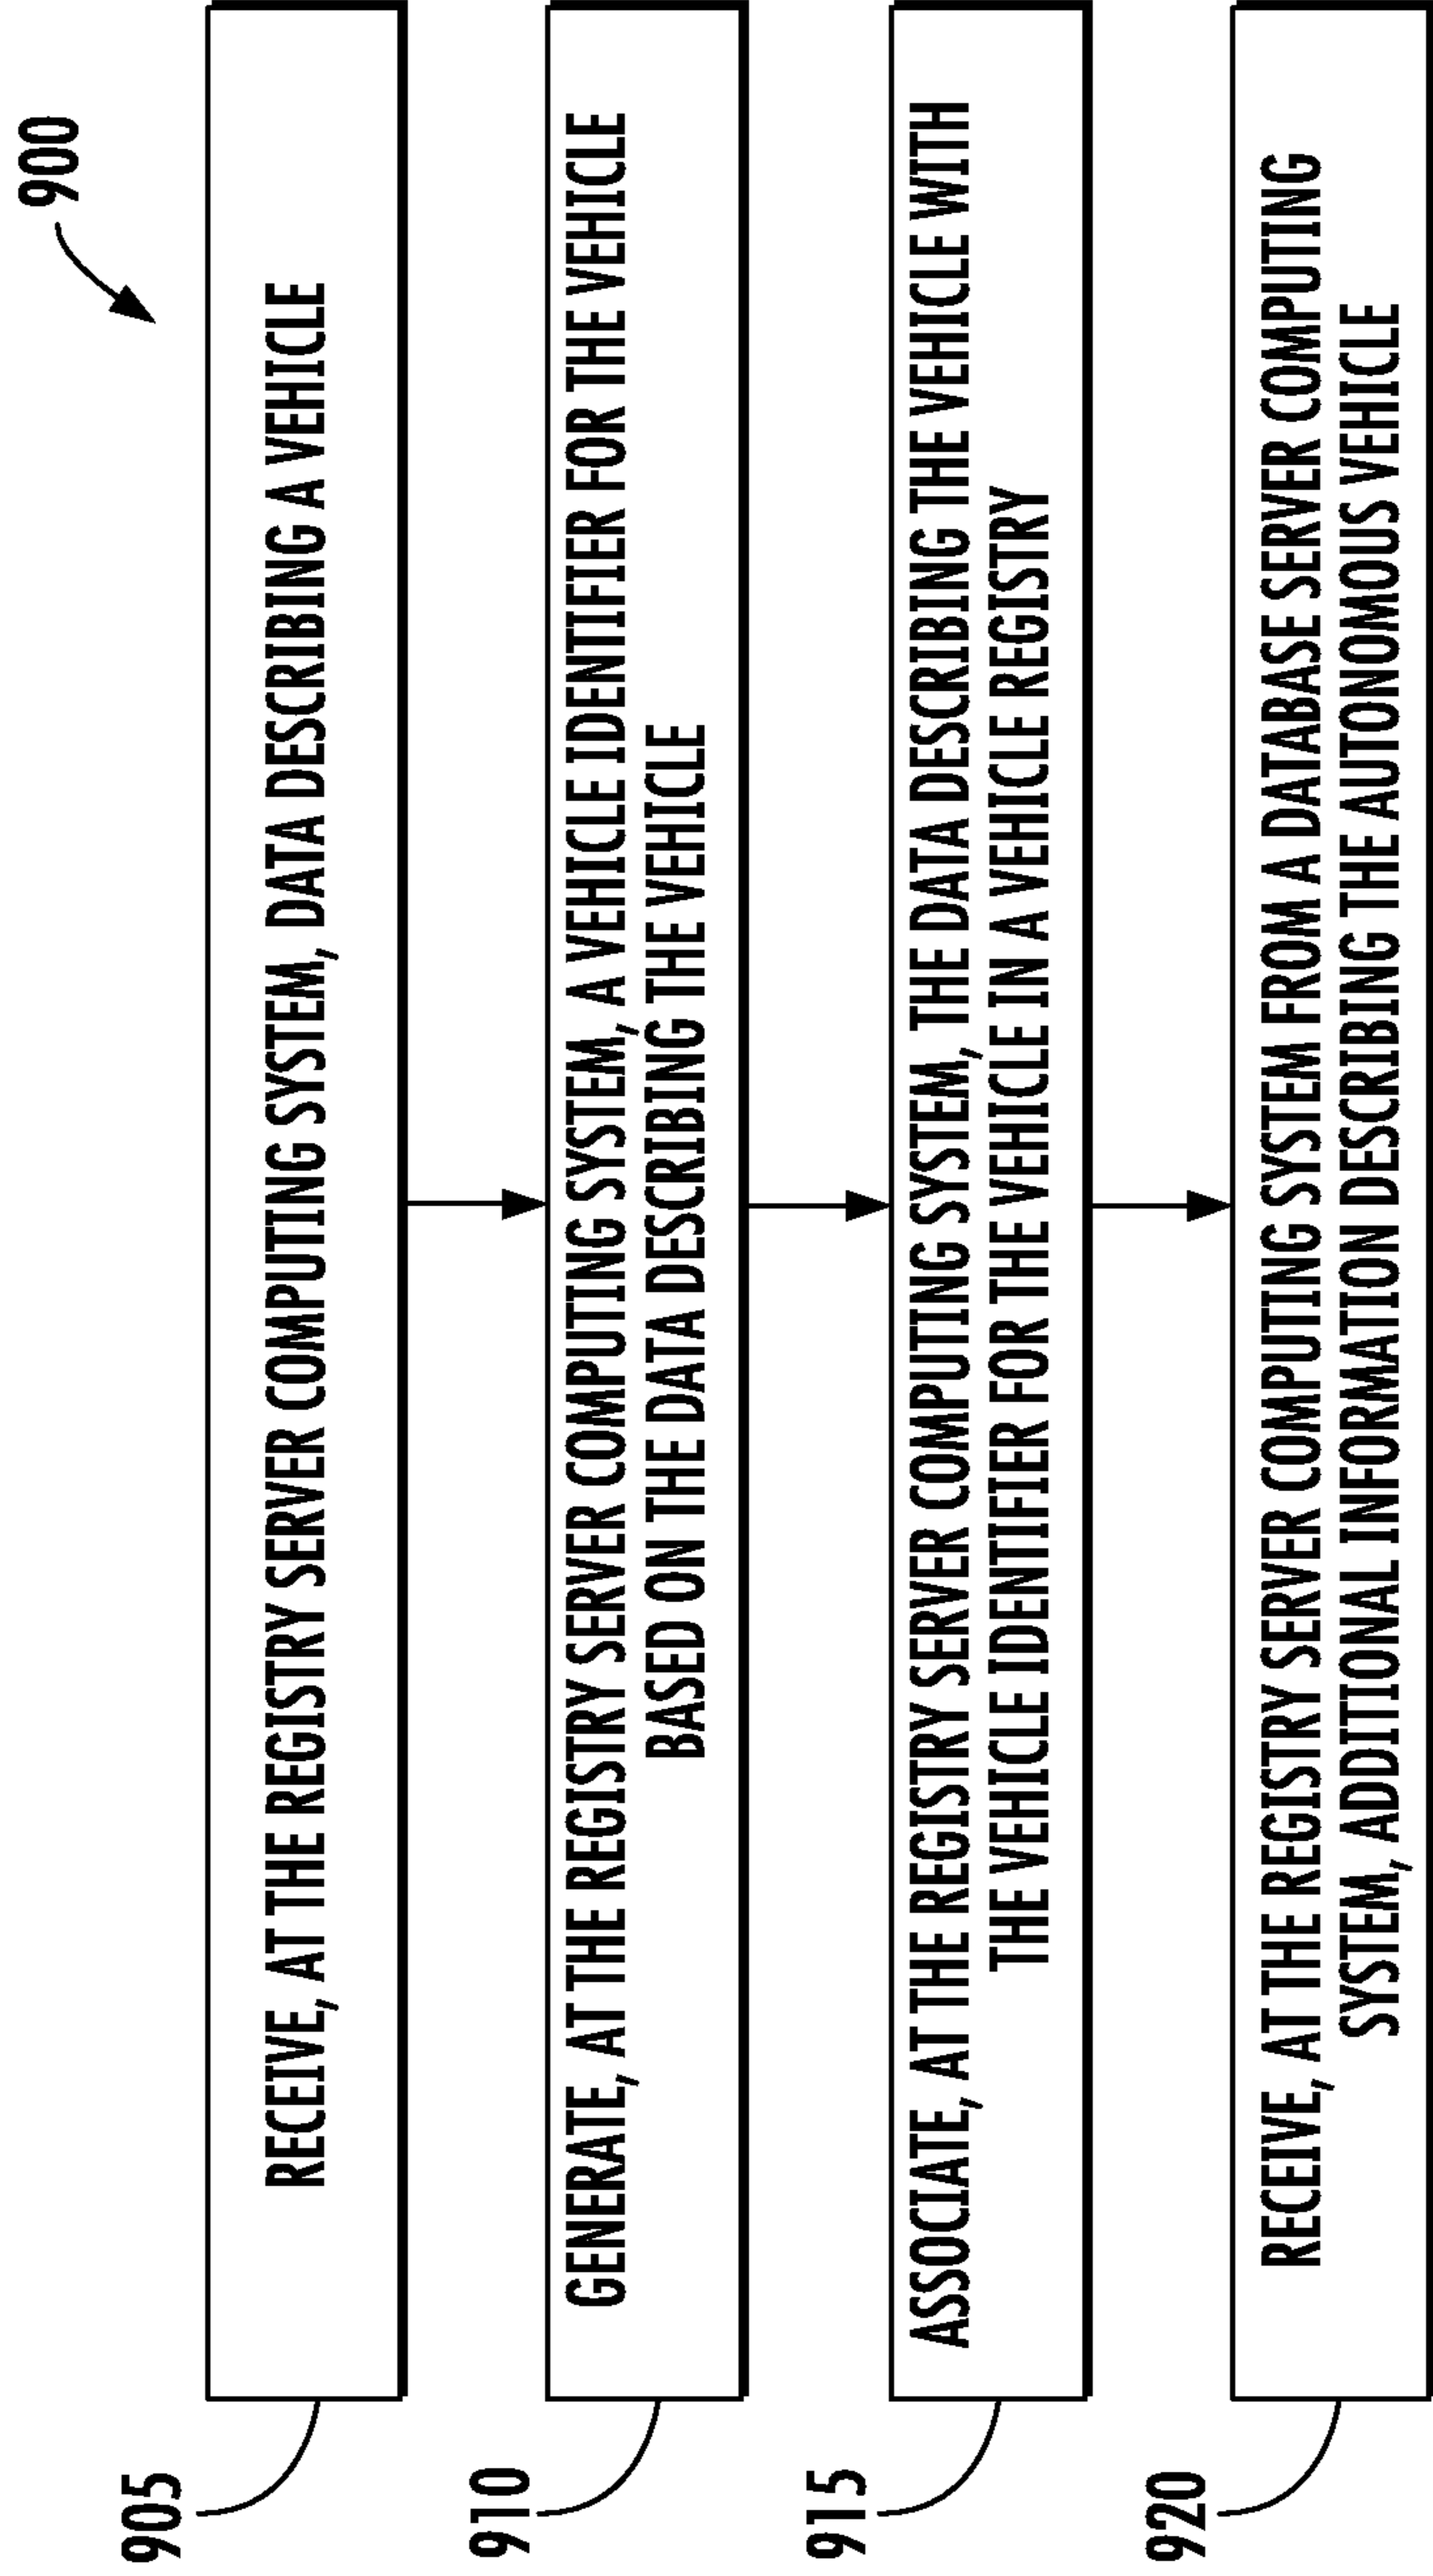 900
905
RECEIVE, AT THE REGISTRY SERVER COMPUTING SYSTEM, DATA DESCRIBING A VEHICLE
910
GENERATE, AT THE REGISTRY SERVER COMPUTING SYSTEM, A VEHICLE IDENTIFIER FOR THE VEHICLE
BASED ON THE DATA DESCRIBING THE VEHICLE
915
ASSOCIATE, AT THE REGISTRY SERVER COMPUTING SYSTEM, THE DATA DESCRIBING THE VEHICLE WITH
THE VEHICLE IDENTIFIER FOR THE VEHICLE IN A VEHICLE REGISTRY
920
RECEIVE, AT THE REGISTRY SERVER COMPUTING SYSTEM FROM A DATABASE SERVER COMPUTING
SYSTEM, ADDITIONAL INFORMATION DESCRIBING THE AUTONOMOUS VEHICLE